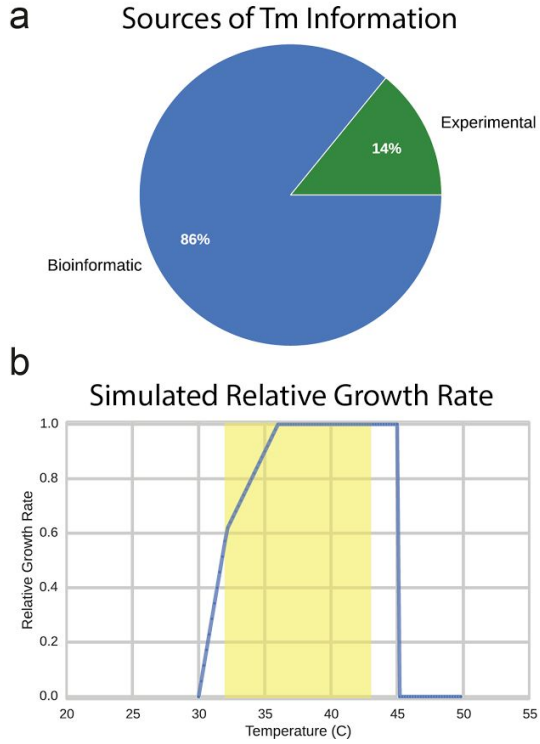 a
Sources of Tm Information
Experimental
14%
86%
Bioinformatic
b
Simulated Relative Growth Rate
1.0
0.8
0.6
0.4
0.2
0.0
Relative Growth Rate
20 25 30 35 40 45 50 55
Temperature (C)